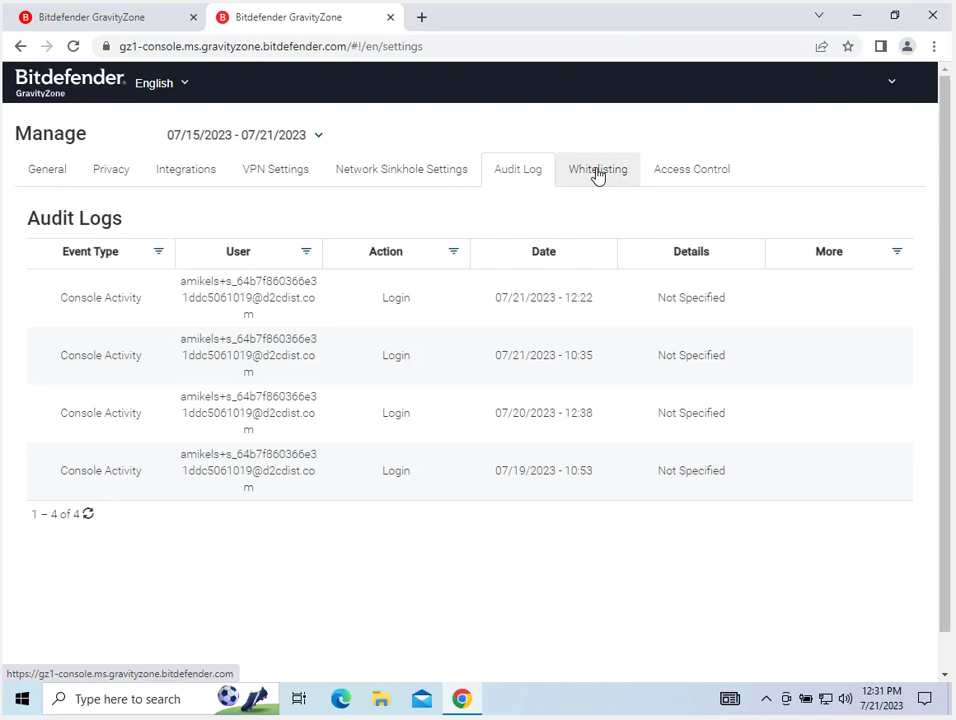 Bitdefender GravityZone
Bitdefender GravityZone
gz1-console.ms.gravityzone.bitdefender.com/#!/en/settings
Bitdefender
GravityZone
English
Manage
07/15/2023 - 07/21/2023
General Privacy Integrations VPN Settings Network Sinkhole Settings Audit Log Whitelisting Access Control
Audit Logs
Event Type User Action Date Details More
amikels+s_64b7f860366e3
Console Activity 1ddc5061019@d2cdist.co Login 07/21/2023 - 12:22 Not Specified
m
amikels+s_64b7f860366e3
Console Activity 1ddc5061019@d2cdist.co Login 07/21/2023 - 10:35 Not Specified
m
amikels+s_64b7f860366e3
Console Activity 1ddc5061019@d2cdist.co Login 07/20/2023 - 12:38 Not Specified
m
amikels+s_64b7f860366e3
Console Activity 1ddc5061019@d2cdist.co Login 07/19/2023 - 10:53 Not Specified
m
1 – 4 of 4
https://gz1-console.ms.gravityzone.bitdefender.com
Type here to search
12:31 PM
7/21/2023